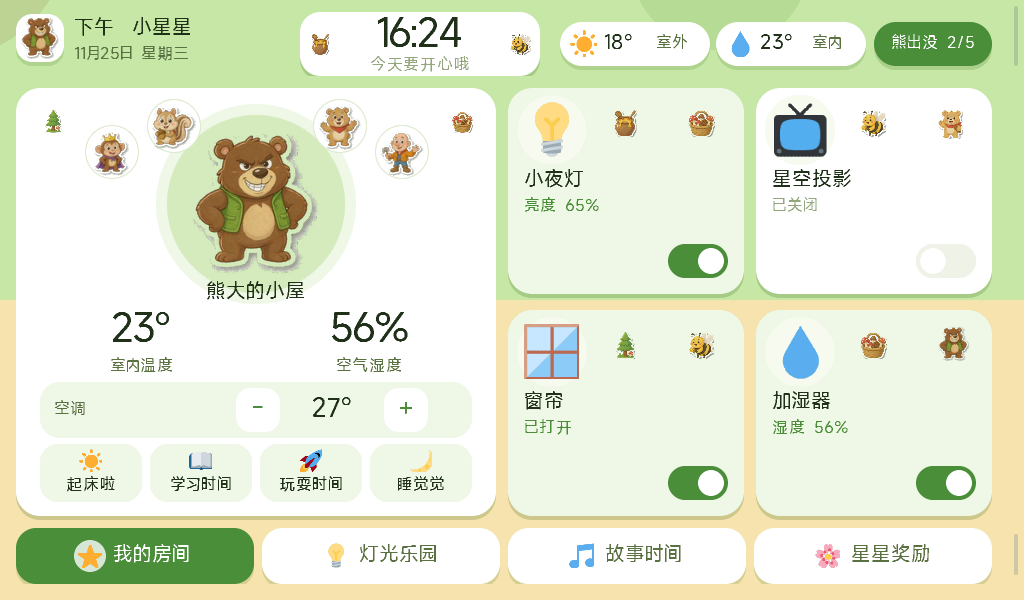 下午 小星星
11月25日 星期三
16:24
今天要开心哦
18° 室外
23° 室内
熊出没 2/5
熊大的小屋
23°
室内温度
56%
空气湿度
空调 − 27° +
起床啦
学习时间
玩耍时间
睡觉觉
小夜灯
亮度 65%
星空投影
已关闭
窗帘
已打开
加湿器
湿度 56%
我的房间
灯光乐园
故事时间
星星奖励